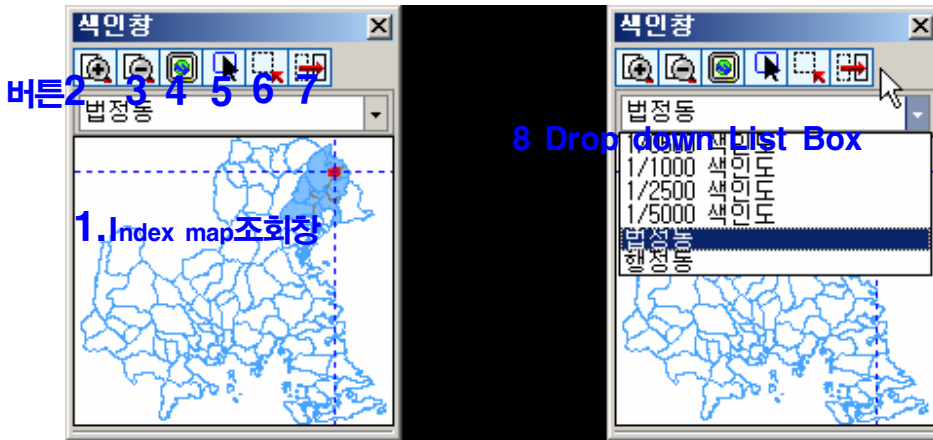 색인창
버튼2 3 4 5 6 7
법정동
1.Index map조회창
색인창
법정동
8 Drop down List Box
1/1000 색인도
1/2500 색인도
1/5000 색인도
법정동
행정동